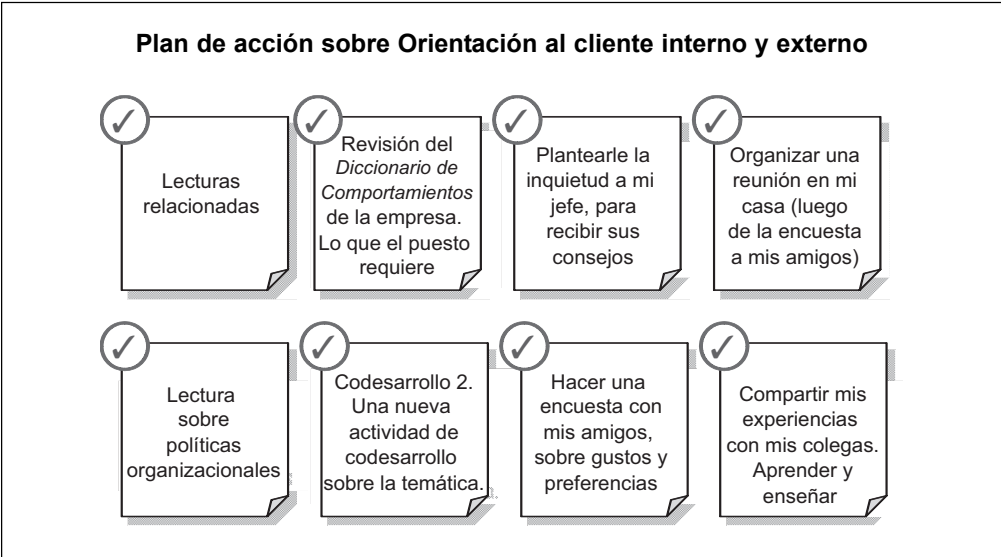 Plan de acción sobre Orientación al cliente interno y externo
Lecturas
relacionadas
Revisión del
Diccionario de
Comportamientos
de la empresa.
Lo que el puesto
requiere
Plantearle la
inquietud a mi
jefe, para
recibir sus
consejos
Organizar una
reunión en mi
casa (luego
de la encuesta
a mis amigos)
Lectura
sobre
políticas
organizacionales
Codesarrollo 2.
Una nueva
actividad de
codesarrollo
sobre la temática.
Hacer una
encuesta con
mis amigos,
sobre gustos y
preferencias
Compartir mis
experiencias
con mis colegas.
Aprender y
enseñar